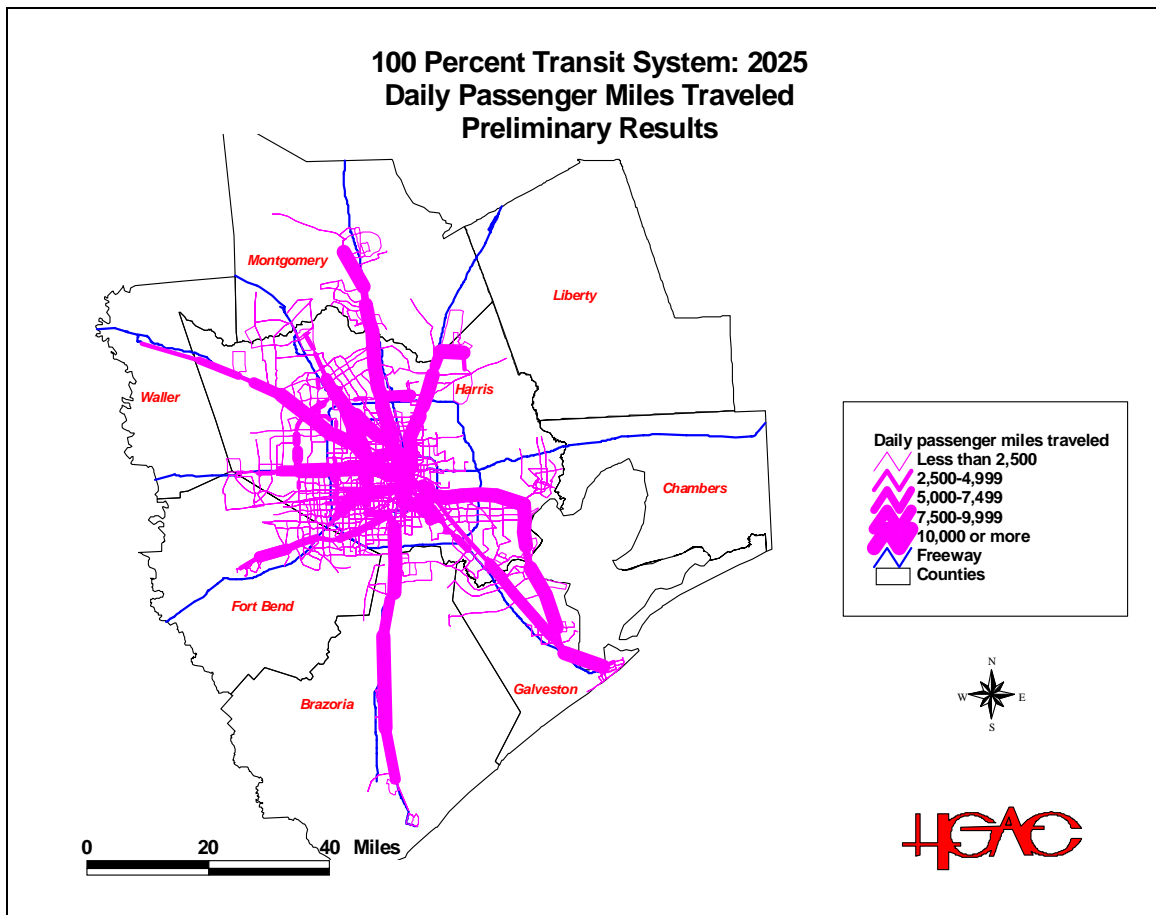 100 Percent Transit System: 2025
Daily Passenger Miles Traveled
Preliminary Results
Montgomery
Liberty
Waller
Harris
Chambers
Fort Bend
Brazoria
Galveston
Daily passenger miles traveled
Less than 2,500
2,500-4,999
5,000-7,499
7,500-9,999
10,000 or more
Freeway
Counties
N
W E
S
0 20 40 Miles
HGAC